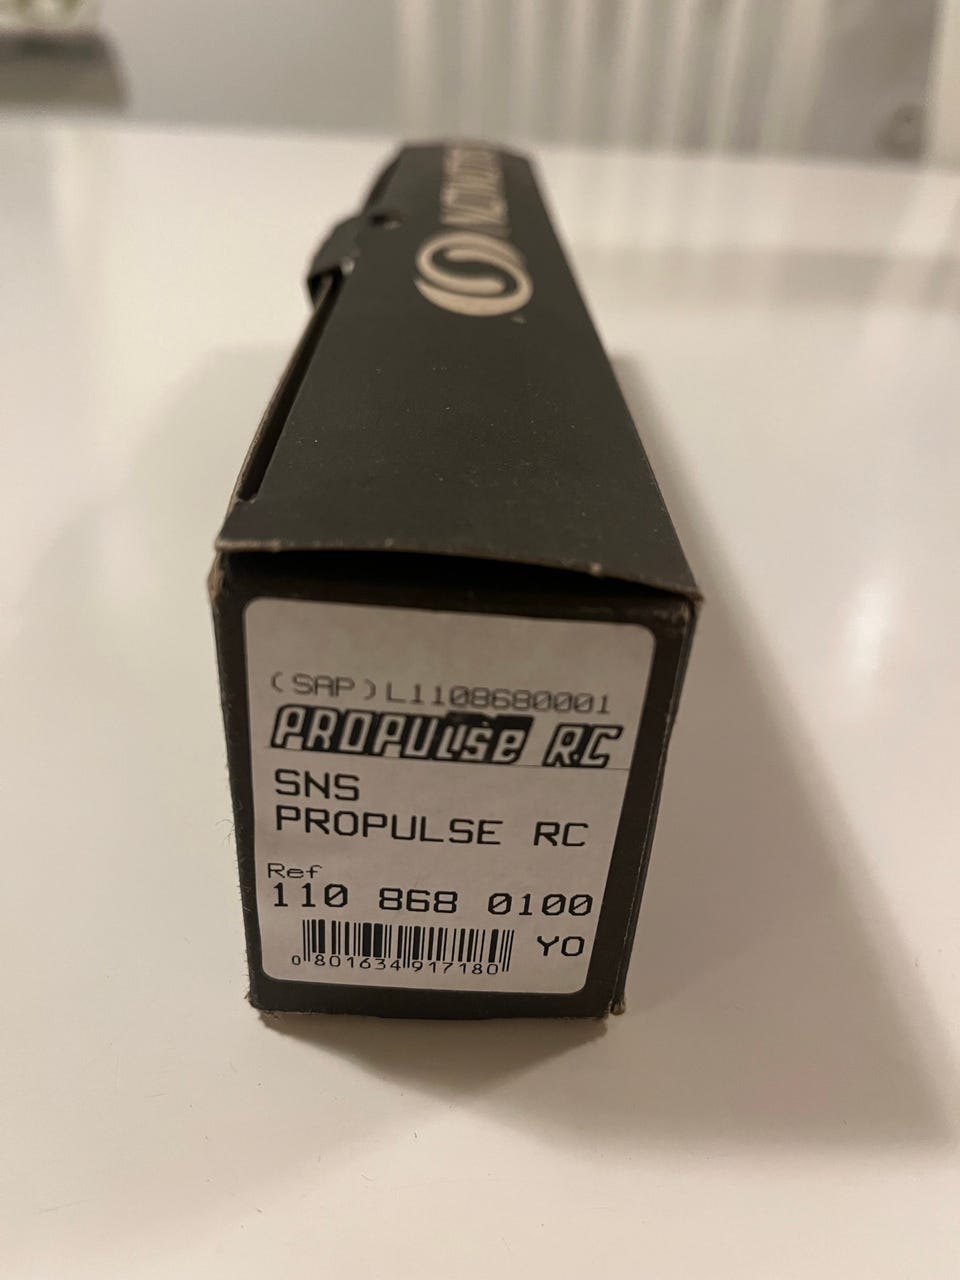 (SAP)L1108680001
PROPULSE RC
SNS
PROPULSE RC
Ref
110 868 0100
YO
0 801634 917180